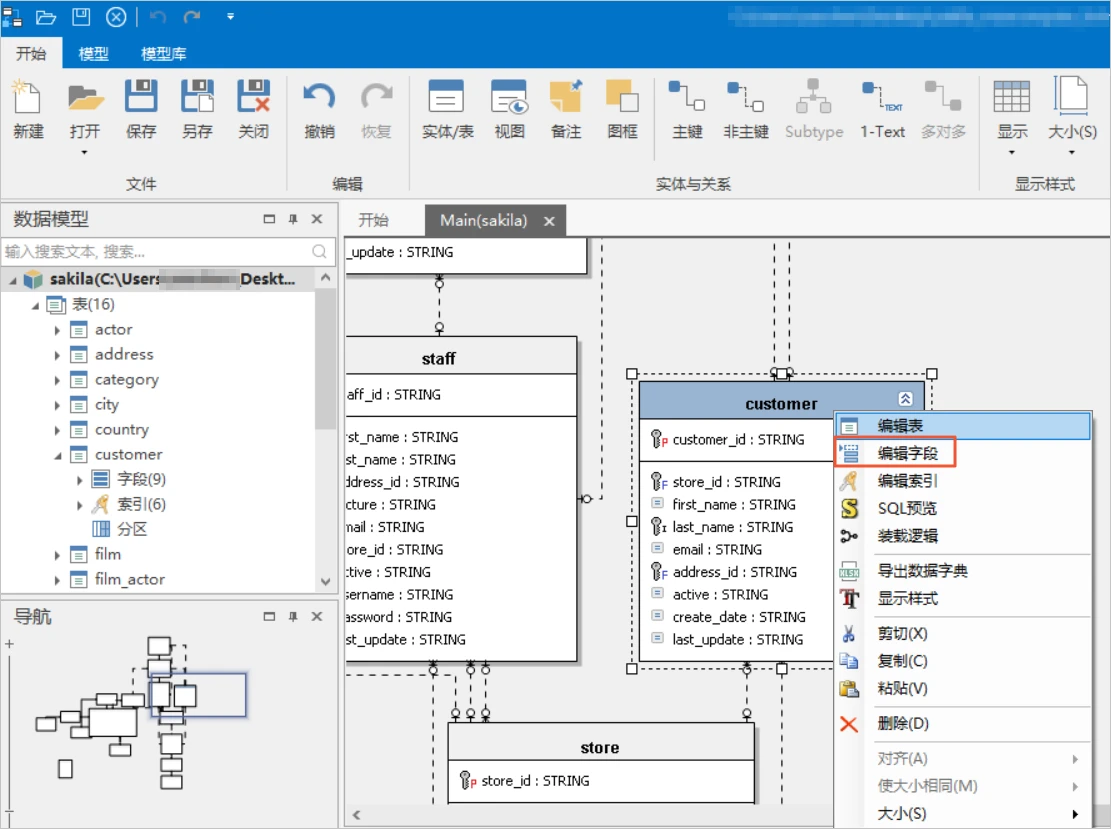 开始 模型 模型库
新建 打开 保存 另存 关闭 撤销 恢复 实体/表 视图 备注 图框 主键 非主键 Subtype 1-Text 多对多 显示 大小(S)
文件 编辑 实体与关系 显示样式
数据模型
输入搜索文本, 搜索...
sakila(C:\Users Deskt...
表(16)
actor
address
category
city
country
customer
字段(9)
索引(6)
分区
film
film_actor
导航
开始 Main(sakila)
_update : STRING
staff
aff_id : STRING
rst_name : STRING
st_name : STRING
ddress_id : STRING
cture : STRING
mail : STRING
ore_id : STRING
ctive : STRING
sername : STRING
assword : STRING
st_update : STRING
customer
customer_id : STRING
store_id : STRING
first_name : STRING
last_name : STRING
email : STRING
address_id : STRING
active : STRING
create_date : STRING
last_update : STRING
store
store_id : STRING
编辑表
编辑字段
编辑索引
SQL预览
装载逻辑
导出数据字典
显示样式
剪切(X)
复制(C)
粘贴(V)
删除(D)
对齐(A)
使大小相同(M)
大小(S)